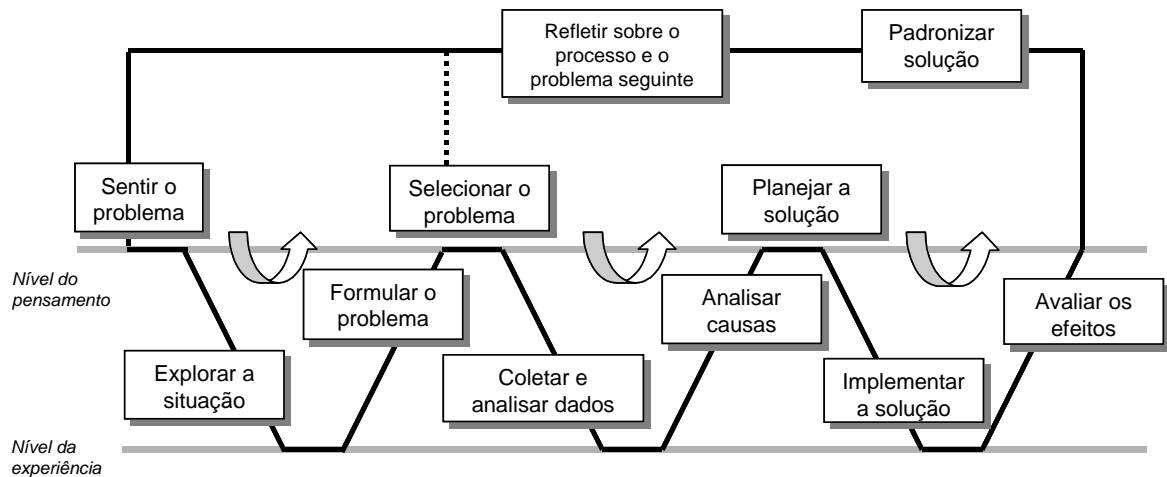 Refletir sobre o
processo e o
problema seguinte
Padronizar
solução
Sentir o
problema
Selecionar o
problema
Planejar a
solução
Nível do
pensamento
Formular o
problema
Analisar
causas
Avaliar os
efeitos
Explorar a
situação
Coletar e
analisar dados
Implementar
a solução
Nível da
experiência